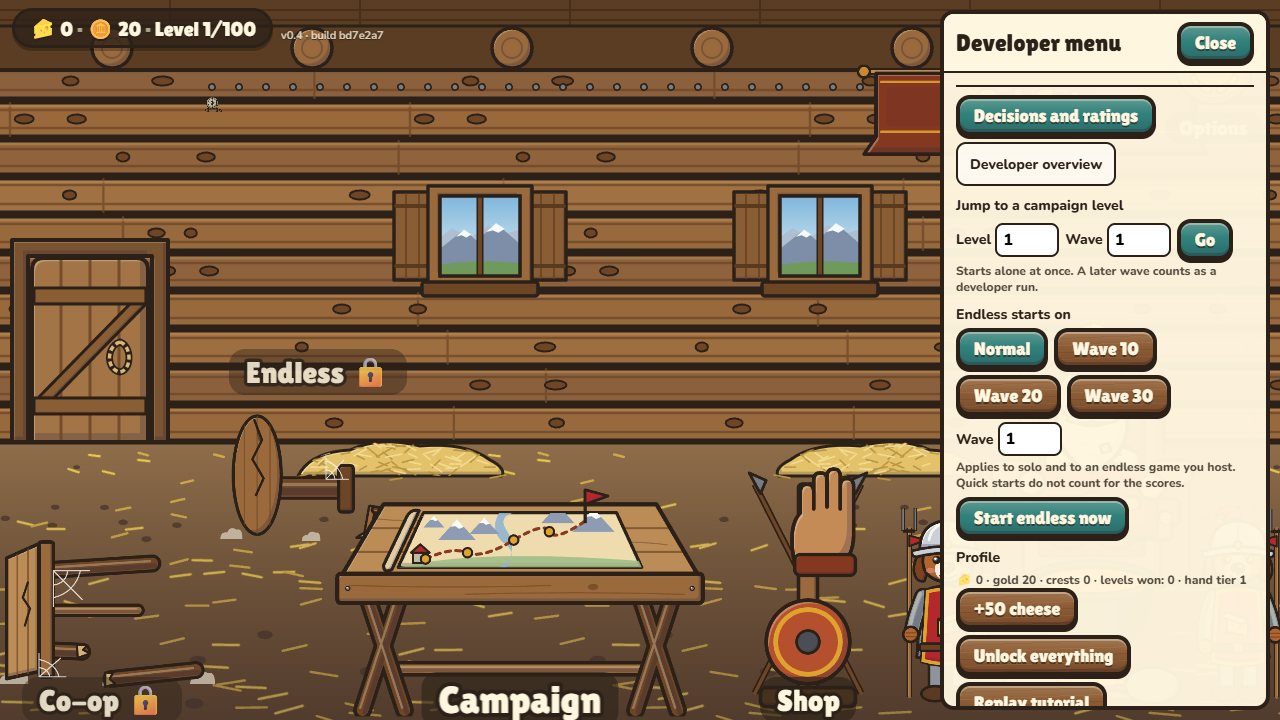 0 · 20 · Level 1/100
v0.4 · build bd7e2a7
Developer menu
Close
Decisions and ratings
Options
Developer overview
Jump to a campaign level
Level 1 Wave 1 Go
Starts alone at once. A later wave counts as a
developer run.
Endless starts on
Normal
Wave 10
Wave 20
Wave 30
Wave 1
Applies to solo and to an endless game you host.
Quick starts do not count for the scores.
Start endless now
Profile
0 · gold 20 · crests 0 · levels won: 0 · hand tier 1
+50 cheese
Unlock everything
Replay tutorial
Endless
Co-op
Campaign
Shop